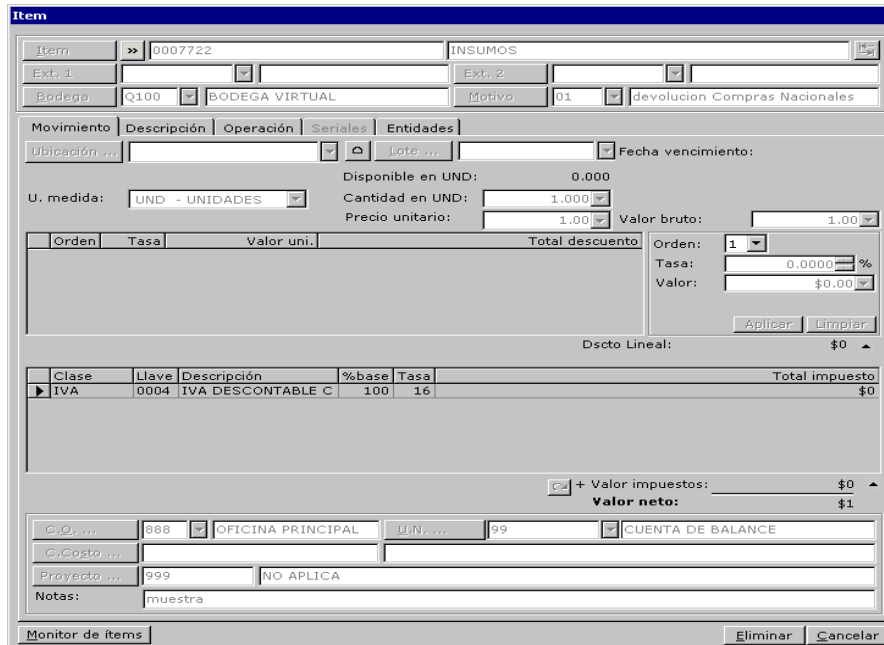 Item
Item » 0007722 INSUMOS
Ext. 1 Ext. 2
Bodega Q100 BODEGA VIRTUAL Motivo 01 devolucion Compras Nacionales
Movimiento Descripción Operación Seriales Entidades
Ubicación ... Lote ... Fecha vencimiento:
Disponible en UND: 0.000
U. medida: UND - UNIDADES Cantidad en UND: 1.000
Precio unitario: 1.00 Valor bruto: 1.00
Orden Tasa Valor uni. Total descuento Orden: 1
Tasa: 0.0000 %
Valor: $0.00
Aplicar Limpiar
Dscto Lineal: $0
Clase Llave Descripción %base Tasa Total impuesto
IVA 0004 IVA DESCONTABLE C 100 16 $0
+ Valor impuestos: $0
Valor neto: $1
C.O. ... 888 OFICINA PRINCIPAL U.N. ... 99 CUENTA DE BALANCE
C.Costo ...
Proyecto ... 999 NO APLICA
Notas: muestra
Monitor de ítems Eliminar Cancelar